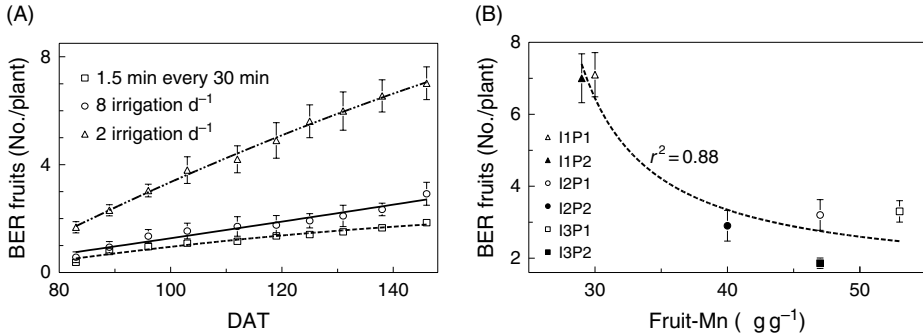 (A)
8
4
0
80
100
120
140
BER fruits (No./plant)
DAT
1.5 min every 30 min
8 irrigation d⁻¹
2 irrigation d⁻¹
(B)
8
6
4
2
30
40
50
BER fruits (No./plant)
Fruit-Mn ( g g⁻¹)
I1P1
I1P2
I2P1
I2P2
I3P1
I3P2
r² = 0.88